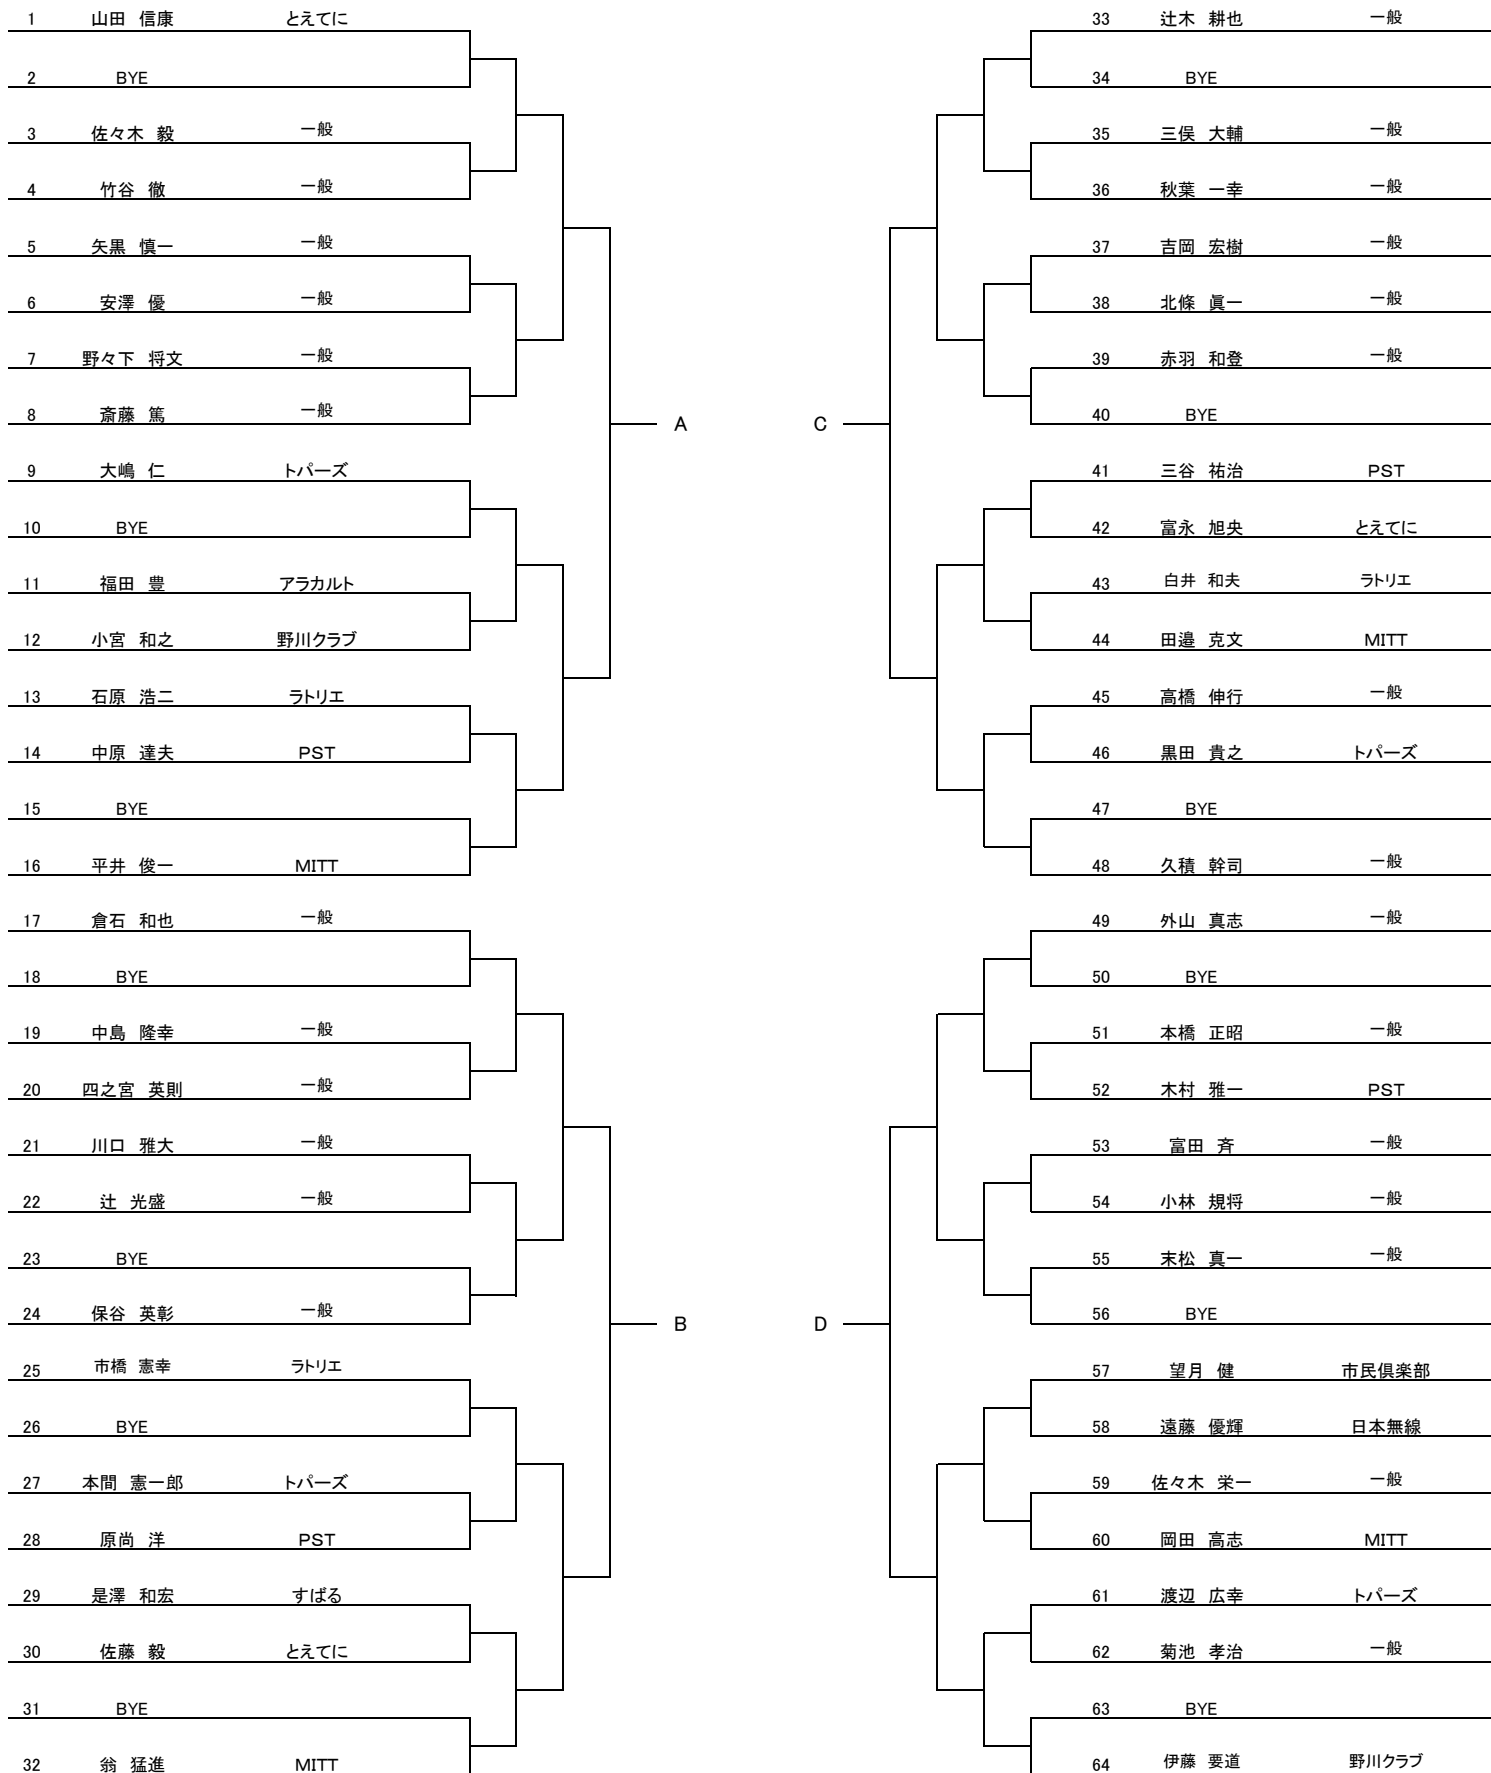 1 山田 信康 とえてに
2 BYE
3 佐々木 毅 一般
4 竹谷 徹 一般
5 矢黒 慎一 一般
6 安澤 優 一般
7 野々下 将文 一般
8 斎藤 篤 一般
9 大嶋 仁 トパーズ
10 BYE
11 福田 豊 アラカルト
12 小宮 和之 野川クラブ
13 石原 浩二 ラトリエ
14 中原 達夫 PST
15 BYE
16 平井 俊一 MITT
A
17 倉石 和也 一般
18 BYE
19 中島 隆幸 一般
20 四之宮 英則 一般
21 川口 雅大 一般
22 辻 光盛 一般
23 BYE
24 保谷 英彰 一般
25 市橋 憲幸 ラトリエ
26 BYE
27 本間 憲一郎 トパーズ
28 原尚 洋 PST
29 是澤 和宏 すばる
30 佐藤 毅 とえてに
31 BYE
32 翁 猛進 MITT
B
33 辻木 耕也 一般
34 BYE
35 三俣 大輔 一般
36 秋葉 一幸 一般
37 吉岡 宏樹 一般
38 北條 眞一 一般
39 赤羽 和登 一般
40 BYE
41 三谷 祐治 PST
42 富永 旭央 とえてに
43 白井 和夫 ラトリエ
44 田邉 克文 MITT
45 高橋 伸行 一般
46 黒田 貴之 トパーズ
47 BYE
48 久積 幹司 一般
C
49 外山 真志 一般
50 BYE
51 本橋 正昭 一般
52 木村 雅一 PST
53 富田 斉 一般
54 小林 規将 一般
55 末松 真一 一般
56 BYE
57 望月 健 市民倶楽部
58 遠藤 優輝 日本無線
59 佐々木 栄一 一般
60 岡田 高志 MITT
61 渡辺 広幸 トパーズ
62 菊池 孝治 一般
63 BYE
64 伊藤 要道 野川クラブ
D